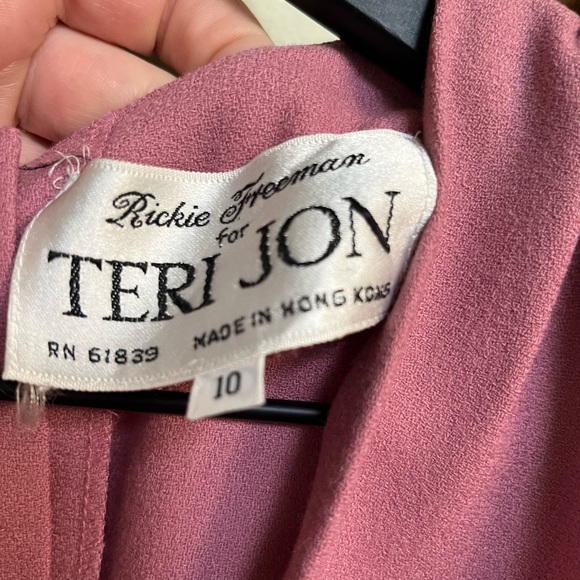 Rickie Freeman
for
TERI JON
RN 61839 MADE IN HONG KONG
10